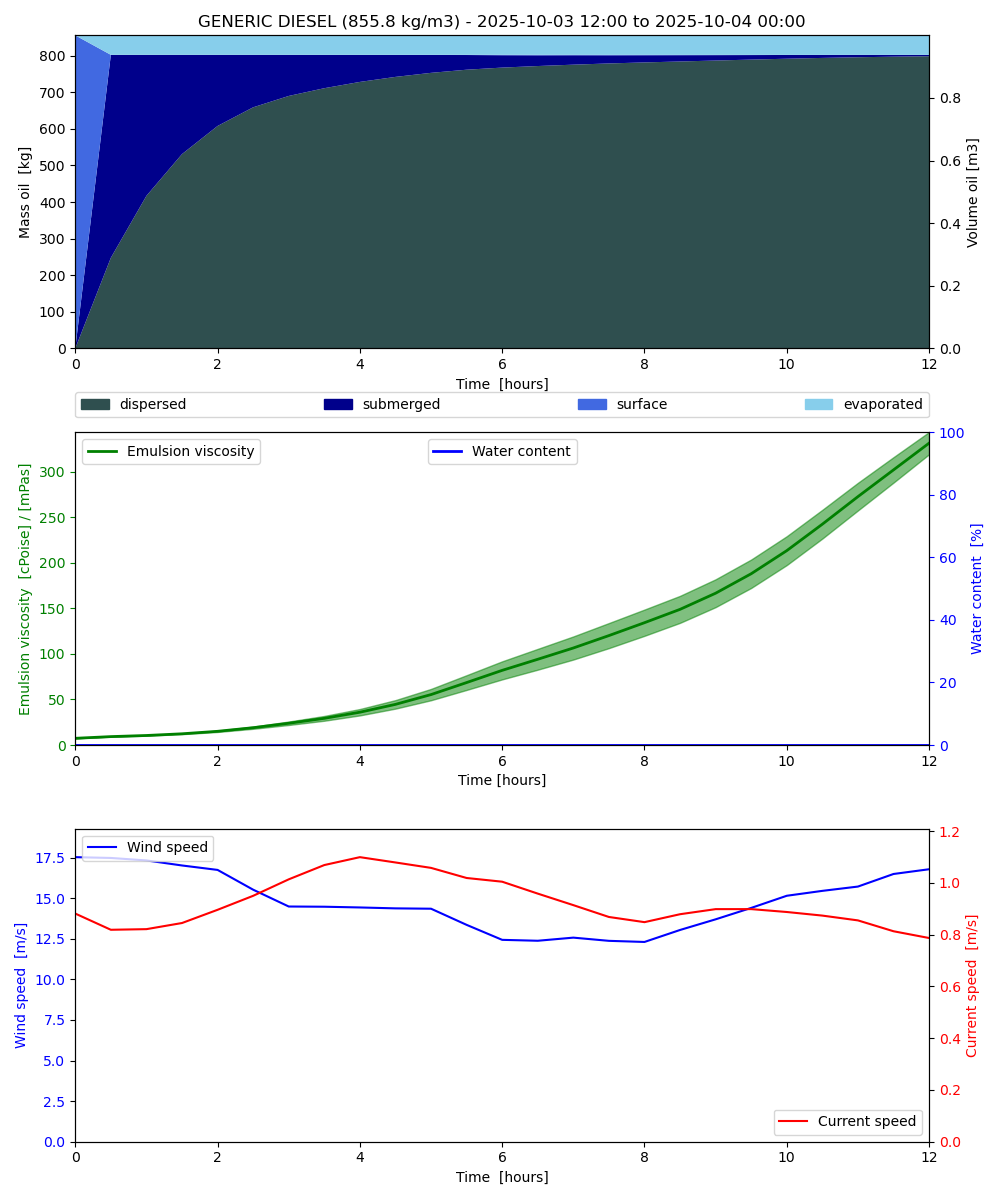 GENERIC DIESEL (855.8 kg/m3) - 2025-10-03 12:00 to 2025-10-04 00:00
800
700
600
500
400
300
200
100
0
Mass oil [kg]
0.8
0.6
0.4
0.2
0.0
Volume oil [m3]
0 2 4 6 8 10 12
Time [hours]
dispersed submerged surface evaporated
Emulsion viscosity Water content
300
250
200
150
100
50
0
Emulsion viscosity [cPoise] / [mPas]
100
80
60
40
20
0
Water content [%]
0 2 4 6 8 10 12
Time [hours]
Wind speed
17.5
15.0
12.5
10.0
7.5
5.0
2.5
0.0
Wind speed [m/s]
1.2
1.0
0.8
0.6
0.4
0.2
0.0
Current speed [m/s]
Current speed
0 2 4 6 8 10 12
Time [hours]